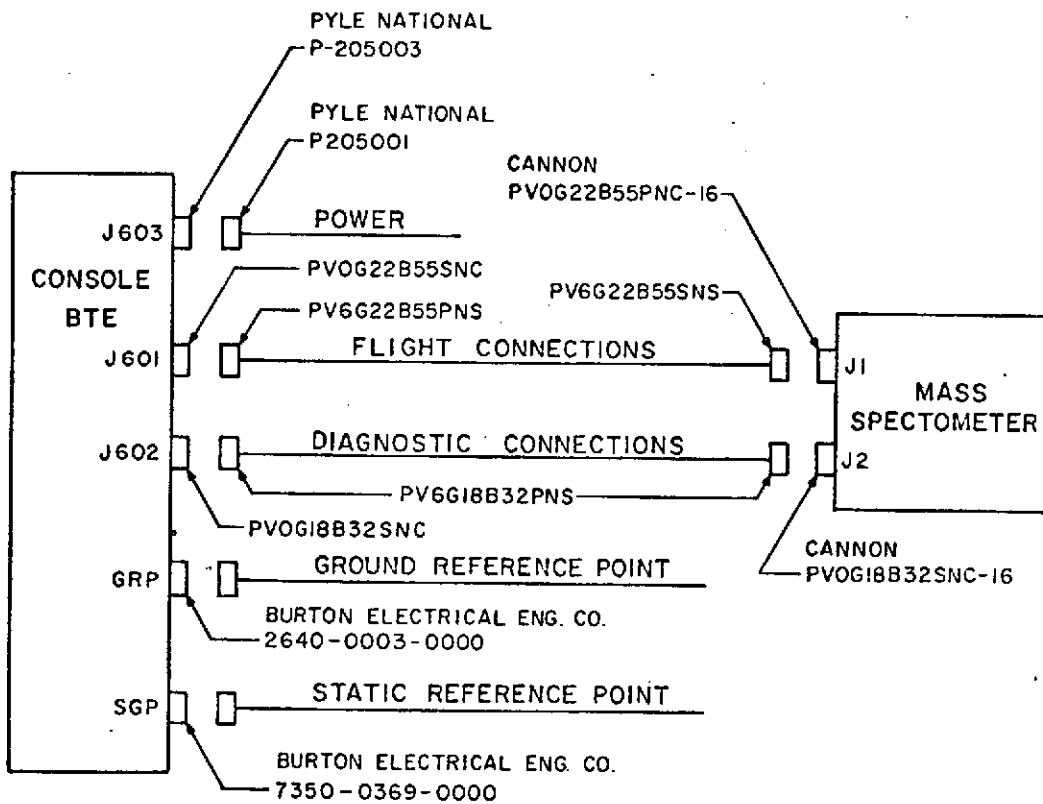 PYLE NATIONAL
P-205003
PYLE NATIONAL
P205001
CANNON
PV0G22B55PNC-16
J603
POWER
CONSOLE
BTE
PV0G22B55SNC
PV6G22B55SNS
PV6G22B55PNS
J601
FLIGHT CONNECTIONS
J1
MASS
SPECTOMETER
J602
DIAGNOSTIC CONNECTIONS
J2
PV6G18B32PNS
PV0G18B32SNC
CANNON
PV0G18B32SNC-16
GRP
GROUND REFERENCE POINT
BURTON ELECTRICAL ENG. CO.
2640-0003-0000
SGP
STATIC REFERENCE POINT
BURTON ELECTRICAL ENG. CO.
7350-0369-0000